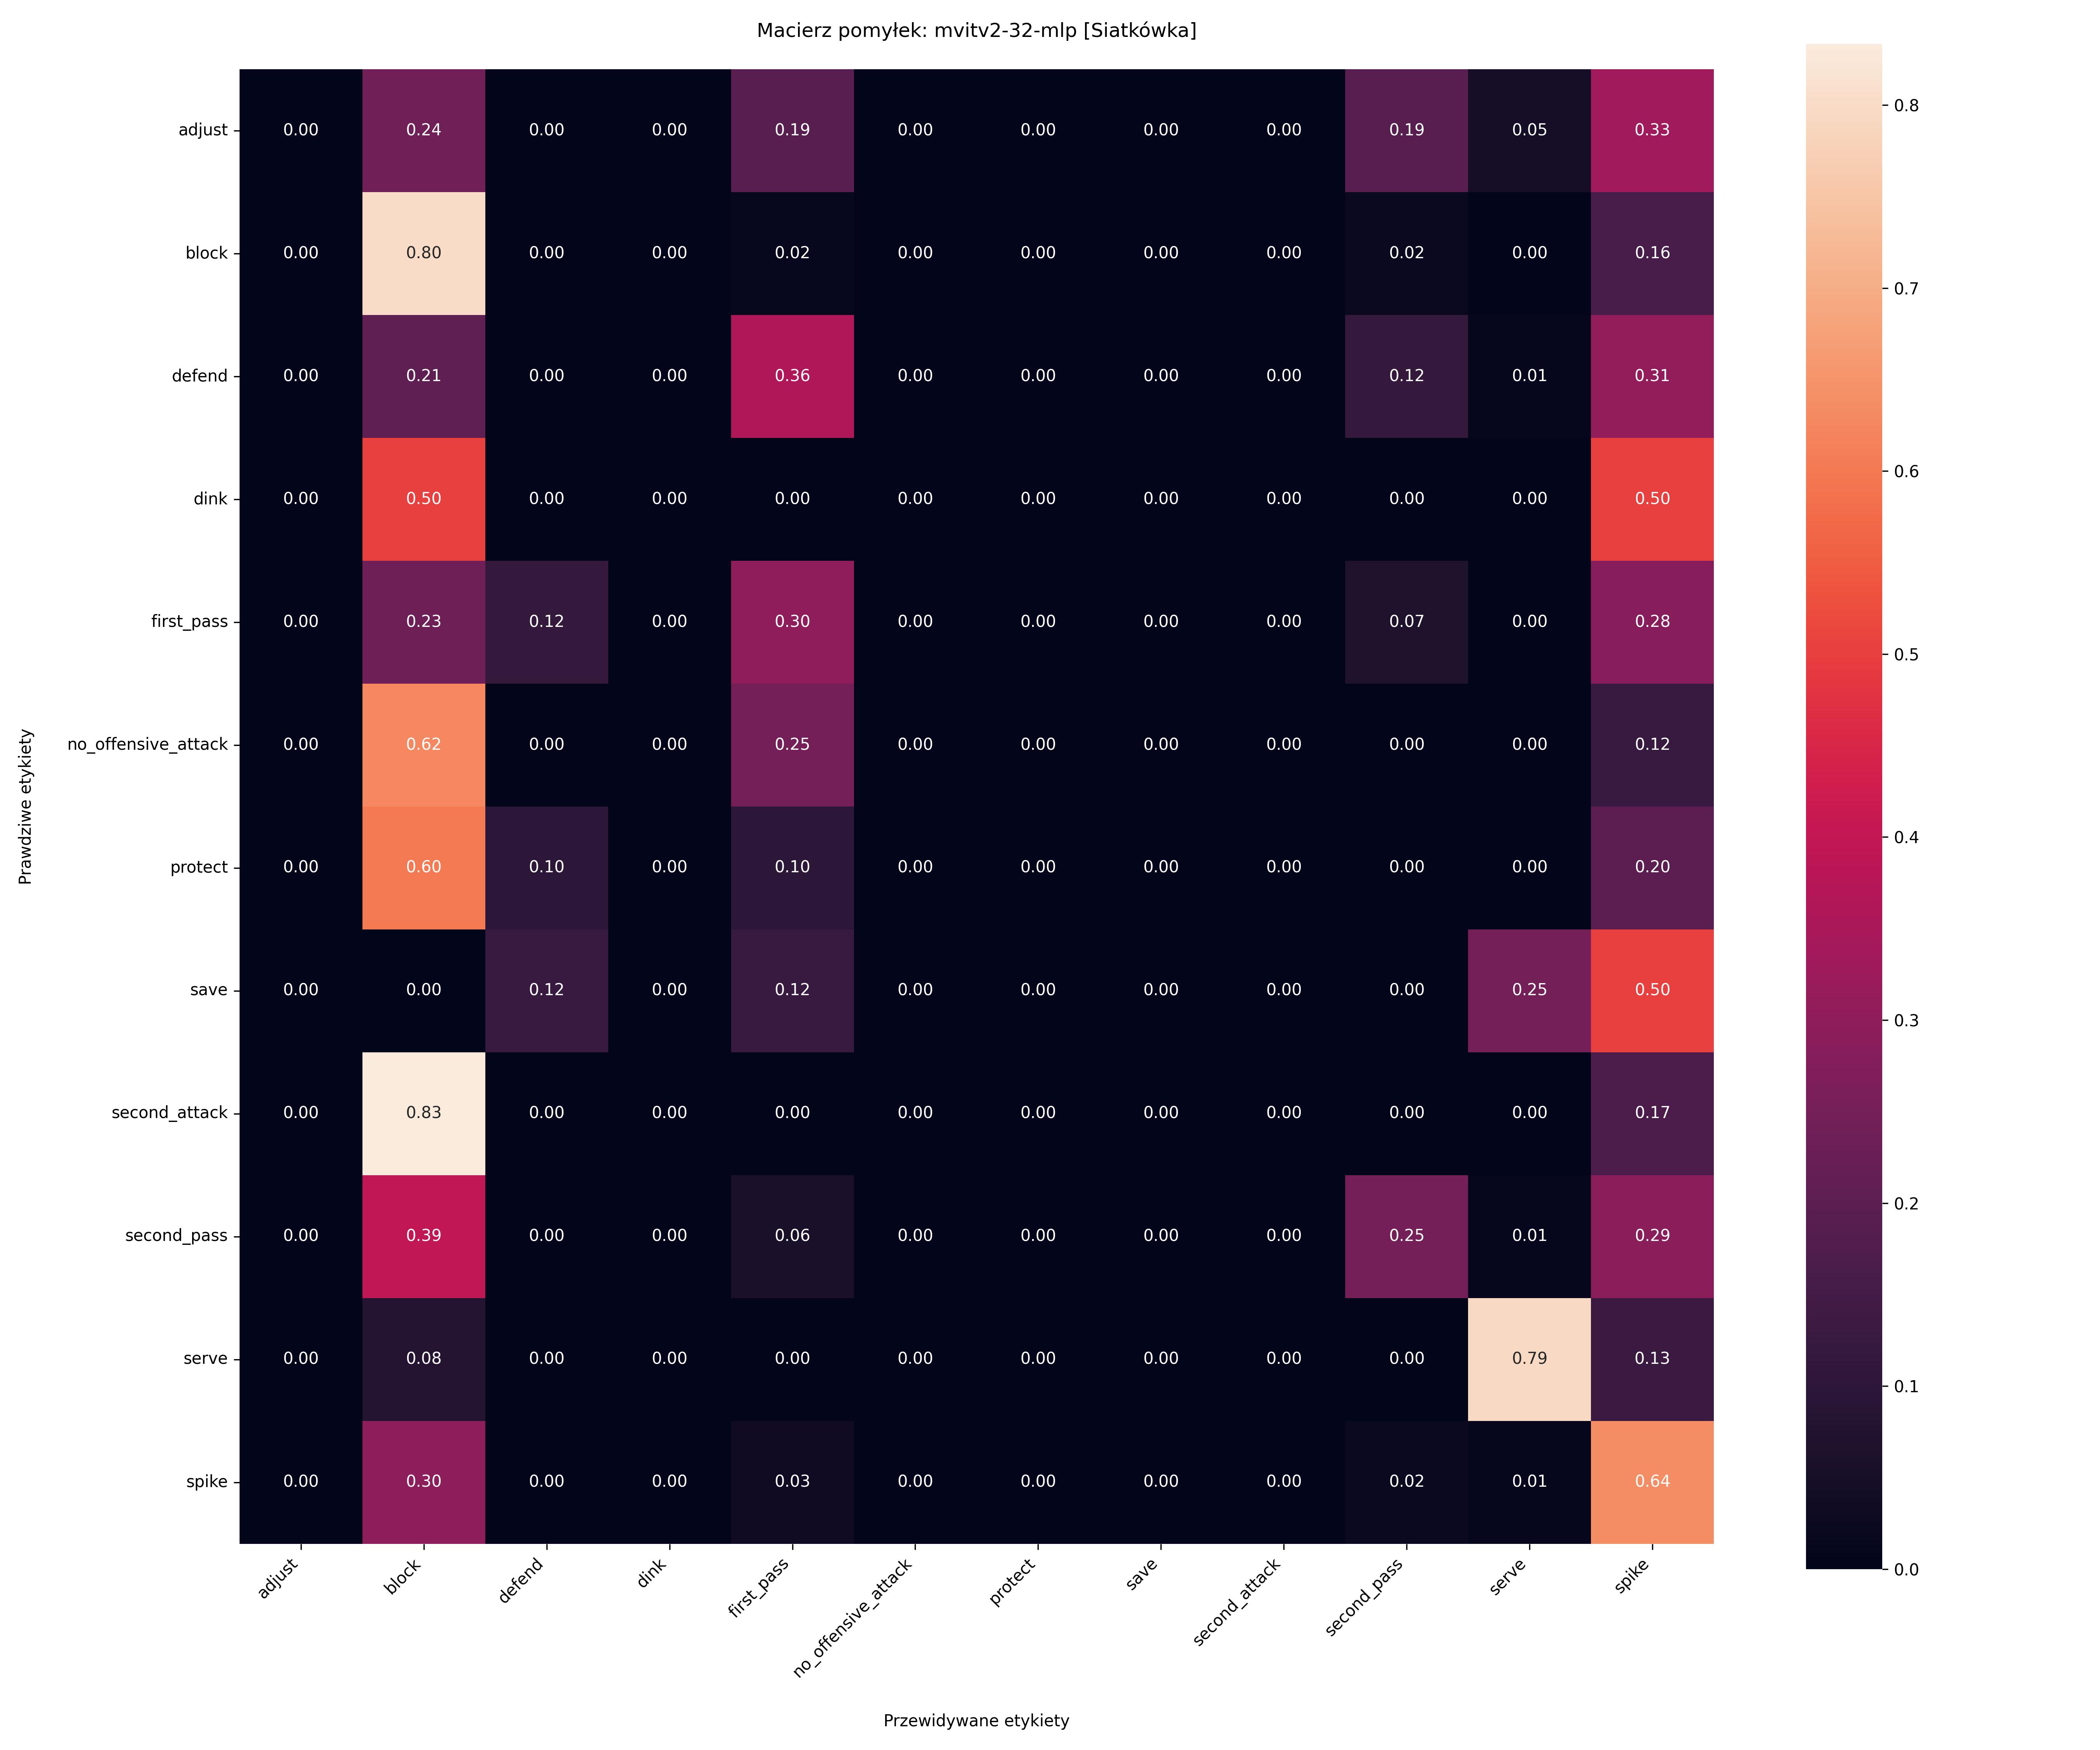 Macierz pomyłek: mvitv2-32-mlp [Siatkówka]
Prawdziwe etykiety
adjust 0.00 0.24 0.00 0.00 0.19 0.00 0.00 0.00 0.00 0.19 0.05 0.33
block 0.00 0.80 0.00 0.00 0.02 0.00 0.00 0.00 0.00 0.02 0.00 0.16
defend 0.00 0.21 0.00 0.00 0.36 0.00 0.00 0.00 0.00 0.12 0.01 0.31
dink 0.00 0.50 0.00 0.00 0.00 0.00 0.00 0.00 0.00 0.00 0.00 0.50
first_pass 0.00 0.23 0.12 0.00 0.30 0.00 0.00 0.00 0.00 0.07 0.00 0.28
no_offensive_attack 0.00 0.62 0.00 0.00 0.25 0.00 0.00 0.00 0.00 0.00 0.00 0.12
protect 0.00 0.60 0.10 0.00 0.10 0.00 0.00 0.00 0.00 0.00 0.00 0.20
save 0.00 0.00 0.12 0.00 0.12 0.00 0.00 0.00 0.00 0.00 0.25 0.50
second_attack 0.00 0.83 0.00 0.00 0.00 0.00 0.00 0.00 0.00 0.00 0.00 0.17
second_pass 0.00 0.39 0.00 0.00 0.06 0.00 0.00 0.00 0.00 0.25 0.01 0.29
serve 0.00 0.08 0.00 0.00 0.00 0.00 0.00 0.00 0.00 0.00 0.79 0.13
spike 0.00 0.30 0.00 0.00 0.03 0.00 0.00 0.00 0.00 0.02 0.01 0.64
adjust block defend dink first_pass no_offensive_attack protect save second_attack second_pass serve spike
Przewidywane etykiety
0.8
0.7
0.6
0.5
0.4
0.3
0.2
0.1
0.0